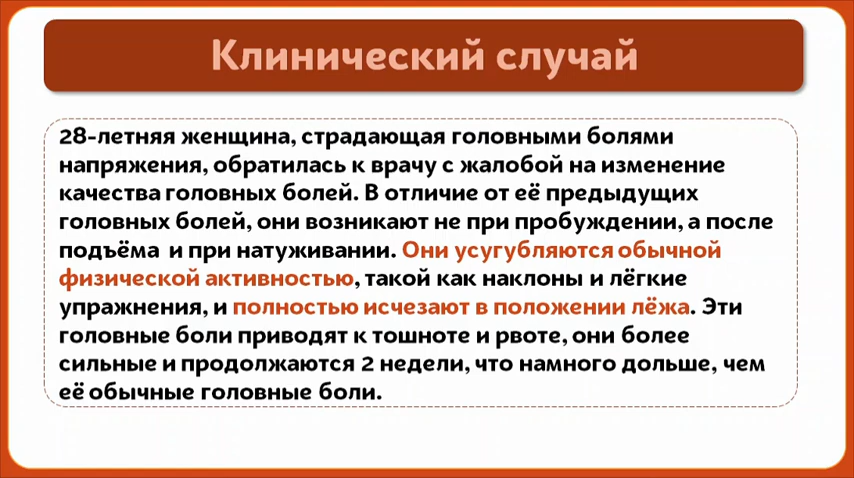 Клинический случай
28-летняя женщина, страдающая головными болями
напряжения, обратилась к врачу с жалобой на изменение
качества головных болей. В отличие от её предыдущих
головных болей, они возникают не при пробуждении, а после
подъёма и при натуживании. Они усугубляются обычной
физической активностью, такой как наклоны и лёгкие
упражнения, и полностью исчезают в положении лёжа. Эти
головные боли приводят к тошноте и рвоте, они более
сильные и продолжаются 2 недели, что намного дольше, чем
её обычные головные боли.